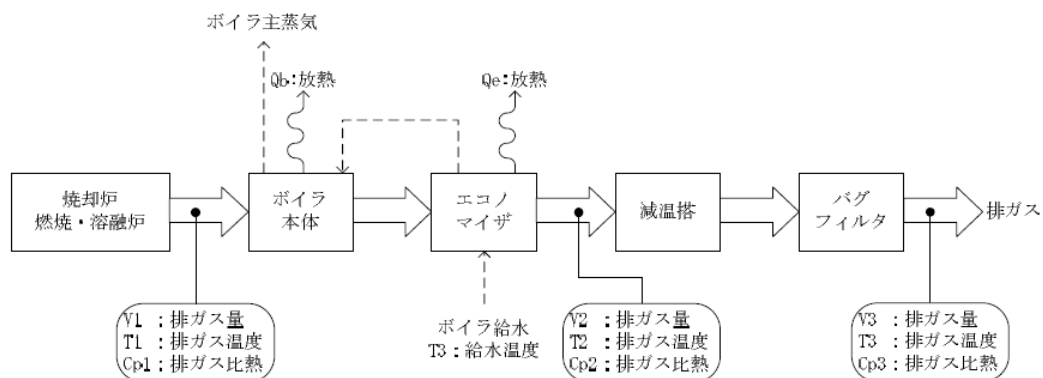 ボイラ主蒸気
Qb:放熱
Qe:放熱
焼却炉
燃焼・溶融炉
ボイラ
本体
エコノ
マイザ
減温搭
バグ
フィルタ
排ガス
V1 :排ガス量
T1 :排ガス温度
Cp1:排ガス比熱
ボイラ給水
T3:給水温度
V2 :排ガス量
T2 :排ガス温度
Cp2:排ガス比熱
V3 :排ガス量
T3 :排ガス温度
Cp3:排ガス比熱